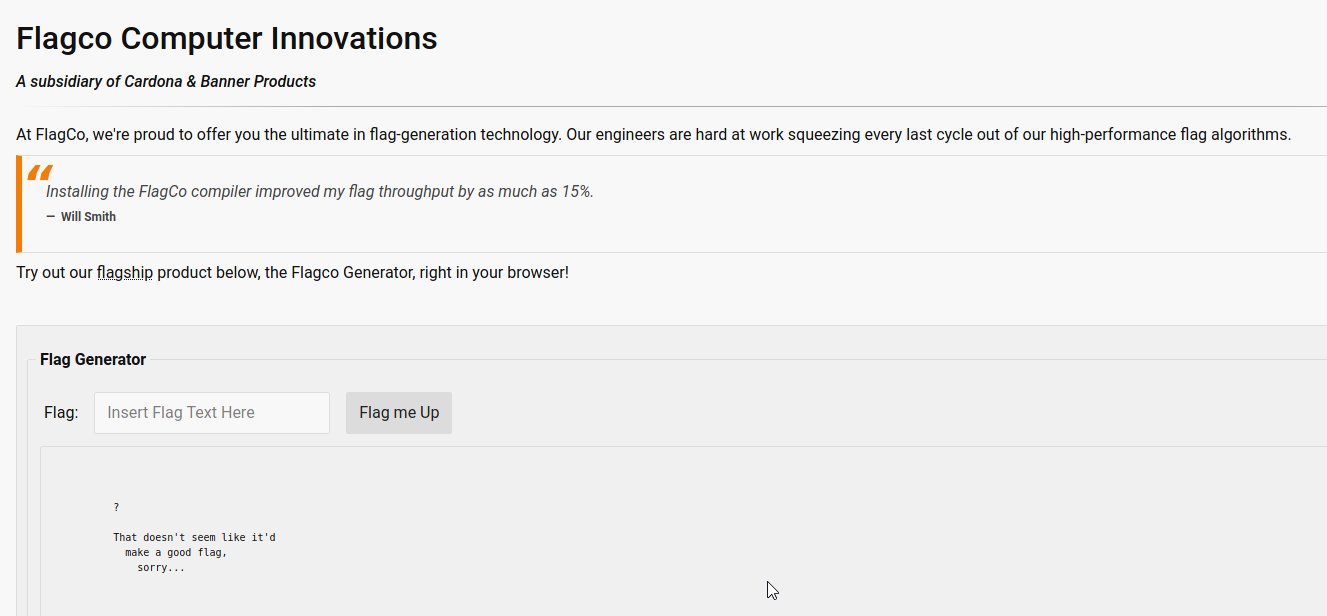 Flagco Computer Innovations
A subsidiary of Cardona & Banner Products
At FlagCo, we're proud to offer you the ultimate in flag-generation technology. Our engineers are hard at work squeezing every last cycle out of our high-performance flag algorithms.
“
Installing the FlagCo compiler improved my flag throughput by as much as 15%.
— Will Smith
Try out our flagship product below, the Flagco Generator, right in your browser!
Flag Generator
Flag: Insert Flag Text Here Flag me Up
?
That doesn't seem like it'd
make a good flag,
sorry...